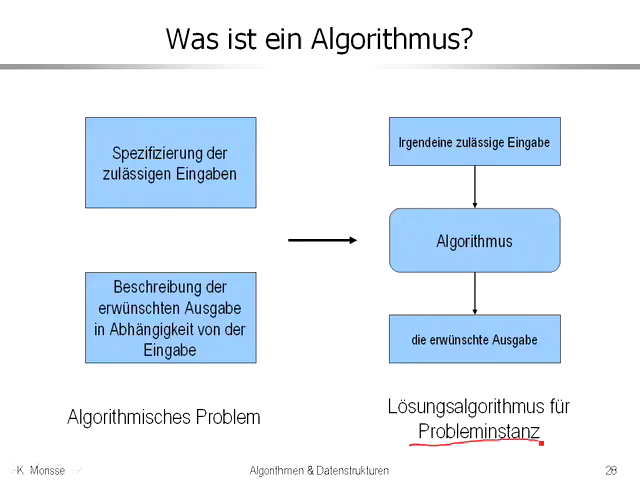 Was ist ein Algorithmus?
Spezifizierung der
zulässigen Eingaben
Beschreibung der
erwünschten Ausgabe
in Abhängigkeit von der
Eingabe
Algorithmisches Problem
Irgendeine zulässige Eingabe
Algorithmus
die erwünschte Ausgabe
Lösungsalgorithmus für
Probleminstanz
K. Morisse
Algorithmen & Datenstrukturen
28